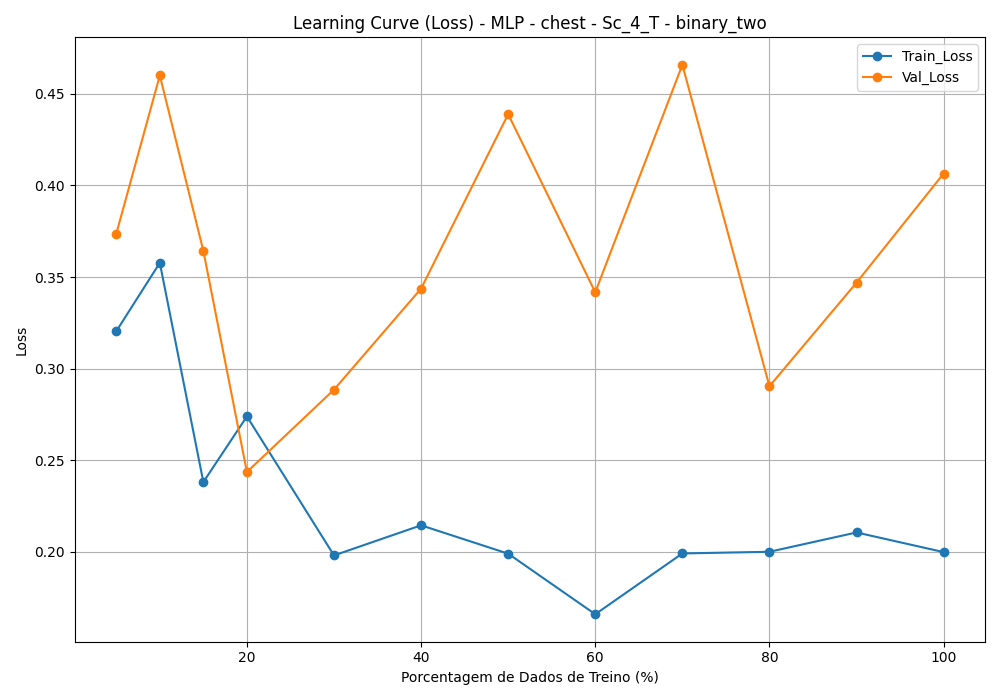 Learning Curve (Loss) - MLP - chest - Sc_4_T - binary_two
Train_Loss
Val_Loss
0.45
0.40
0.35
0.30
0.25
0.20
Loss
20 40 60 80 100
Porcentagem de Dados de Treino (%)